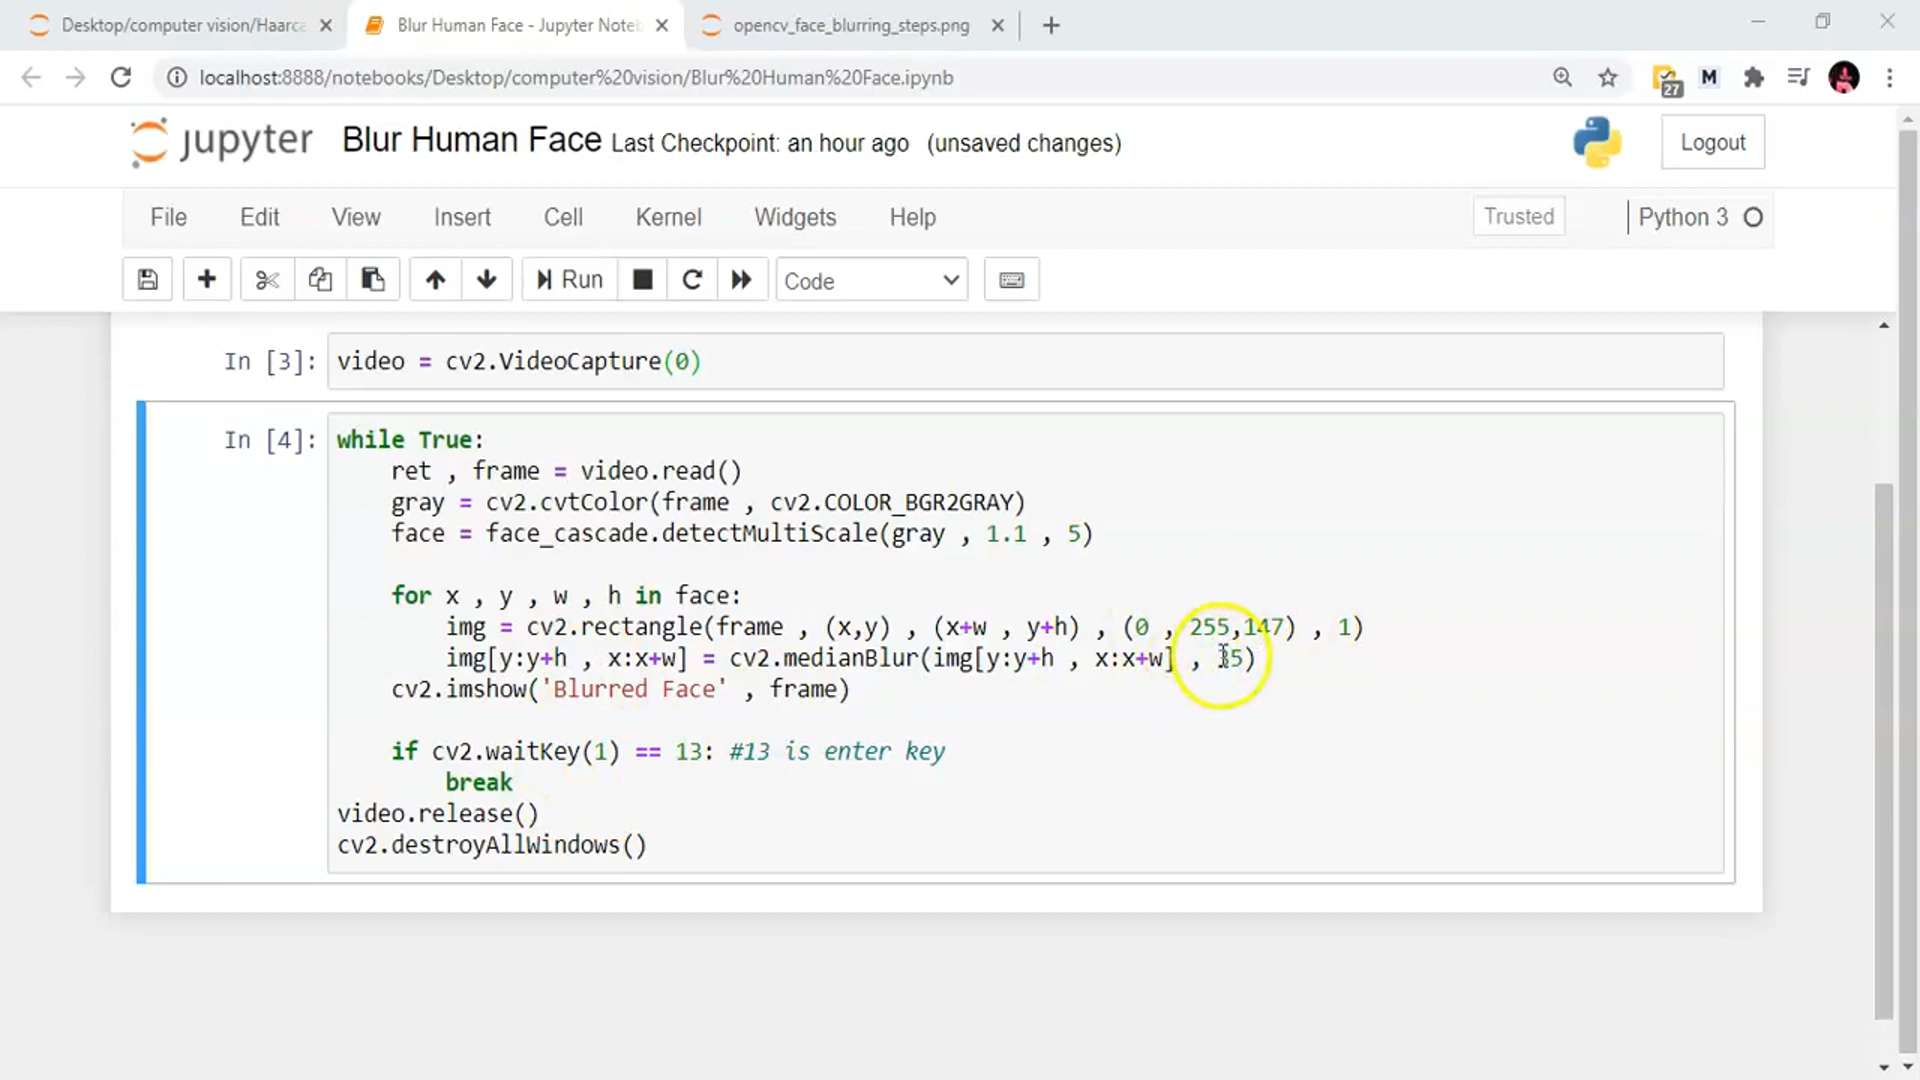 Desktop/computer vision/Haarca
Blur Human Face - Jupyter Noteb
opencv_face_blurring_steps.png
localhost:8888/notebooks/Desktop/computer%20vision/Blur%20Human%20Face.ipynb
27
M
jupyter Blur Human Face Last Checkpoint: an hour ago (unsaved changes)
Logout
File Edit View Insert Cell Kernel Widgets Help
Trusted Python 3
Run Code
In [3]: video = cv2.VideoCapture(0)
In [4]: while True:
ret , frame = video.read()
gray = cv2.cvtColor(frame , cv2.COLOR_BGR2GRAY)
face = face_cascade.detectMultiScale(gray , 1.1 , 5)
for x , y , w , h in face:
img = cv2.rectangle(frame , (x,y) , (x+w , y+h) , (0 , 255,147) , 1)
img[y:y+h , x:x+w] = cv2.medianBlur(img[y:y+h , x:x+w] ,
cv2.imshow('Blurred Face' , frame)
if cv2.waitKey(1) == 13: #13 is enter key
break
video.release()
cv2.destroyAllWindows()